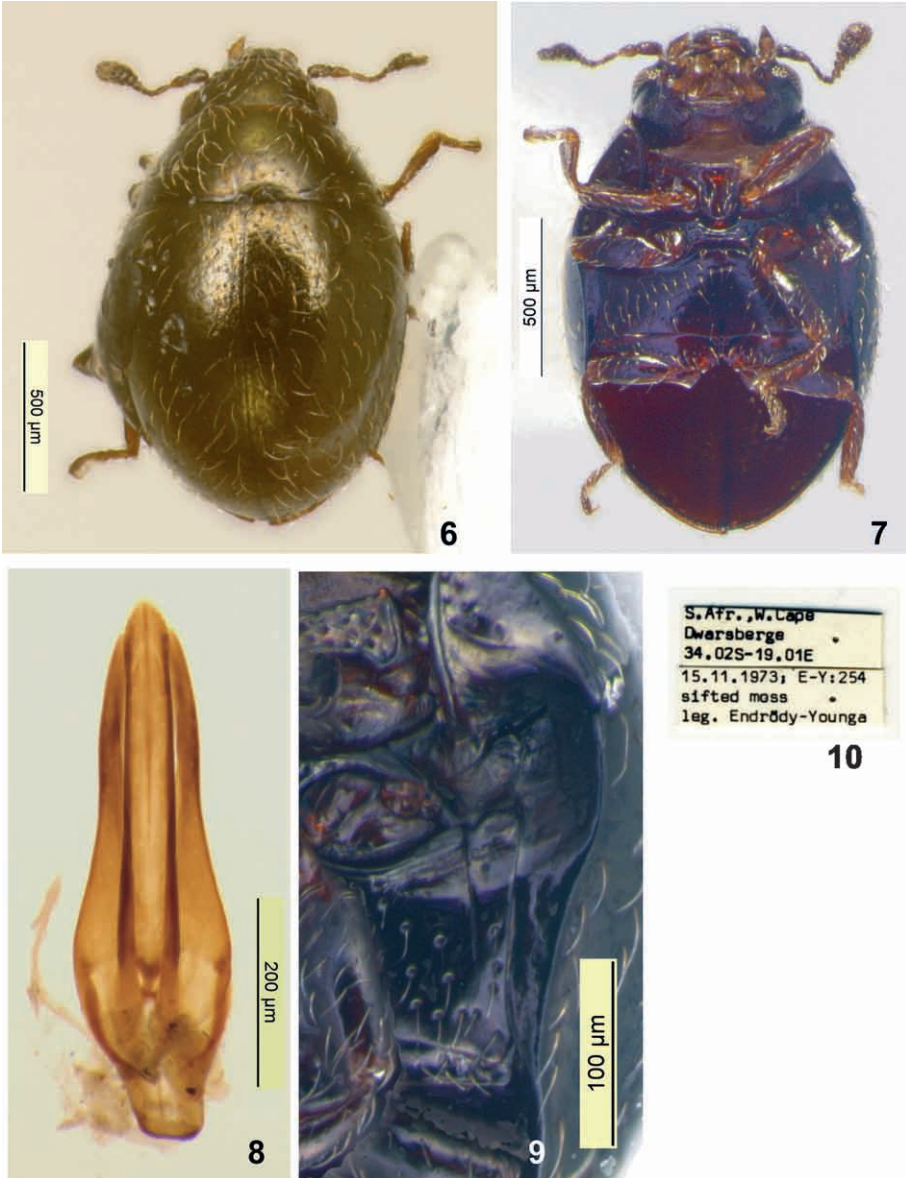 500 µm
6
500 µm
7
200 µm
8
100 µm
9
S.Afr.,W.Cape
Dwarsberge
34.02S-19.01E
15.11.1973; E-Y:254
sifted moss
leg. Endrödy-Younga
10